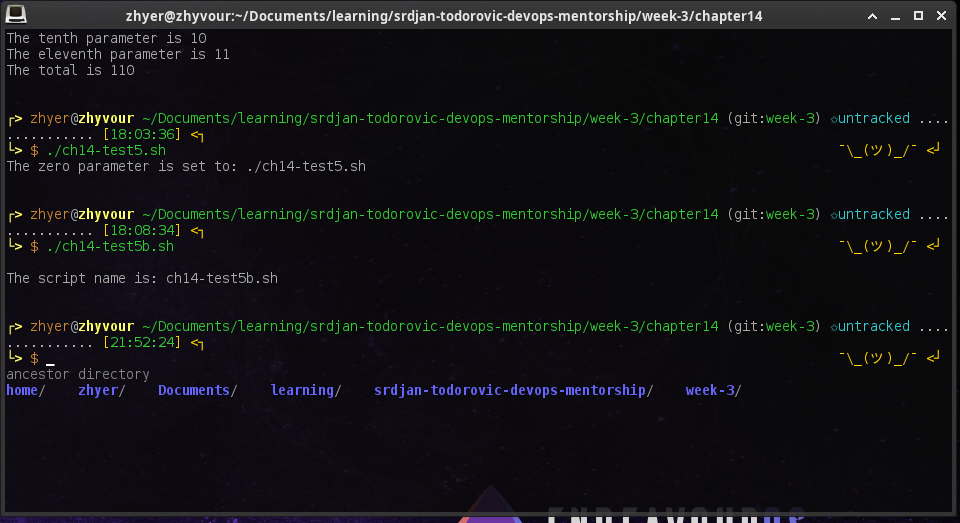 zhyer@zhyvour:~/Documents/learning/srdjan-todorovic-devops-mentorship/week-3/chapter14
The tenth parameter is 10
The eleventh parameter is 11
The total is 110
┌> zhyer@zhyvour ~/Documents/learning/srdjan-todorovic-devops-mentorship/week-3/chapter14 (git:week-3) ✩untracked ....
........... [18:03:36] <┐
└> $ ./ch14-test5.sh ¯\_(ツ)_/¯ <┘
The zero parameter is set to: ./ch14-test5.sh
┌> zhyer@zhyvour ~/Documents/learning/srdjan-todorovic-devops-mentorship/week-3/chapter14 (git:week-3) ✩untracked ....
........... [18:08:34] <┐
└> $ ./ch14-test5b.sh ¯\_(ツ)_/¯ <┘
The script name is: ch14-test5b.sh
┌> zhyer@zhyvour ~/Documents/learning/srdjan-todorovic-devops-mentorship/week-3/chapter14 (git:week-3) ✩untracked ....
........... [21:52:24] <┐
└> $ _ ¯\_(ツ)_/¯ <┘
ancestor directory
home/ zhyer/ Documents/ learning/ srdjan-todorovic-devops-mentorship/ week-3/
ENDEAVOUROS